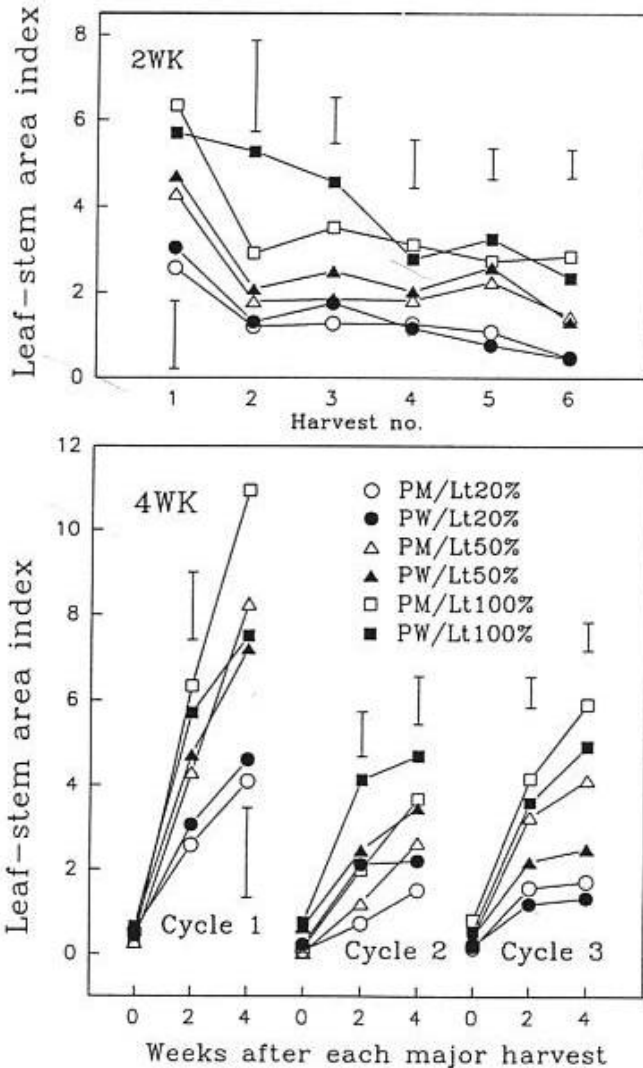 8
6
4
2
0
Leaf-stem area index
2WK
1 2 3 4 5 6
Harvest no.
12
10
8
6
4
2
0
Leaf-stem area index
4WK
PM/Lt20%
PW/Lt20%
PM/Lt50%
PW/Lt50%
PM/Lt100%
PW/Lt100%
Cycle 1 Cycle 2 Cycle 3
0 2 4 0 2 4 0 2 4
Weeks after each major harvest